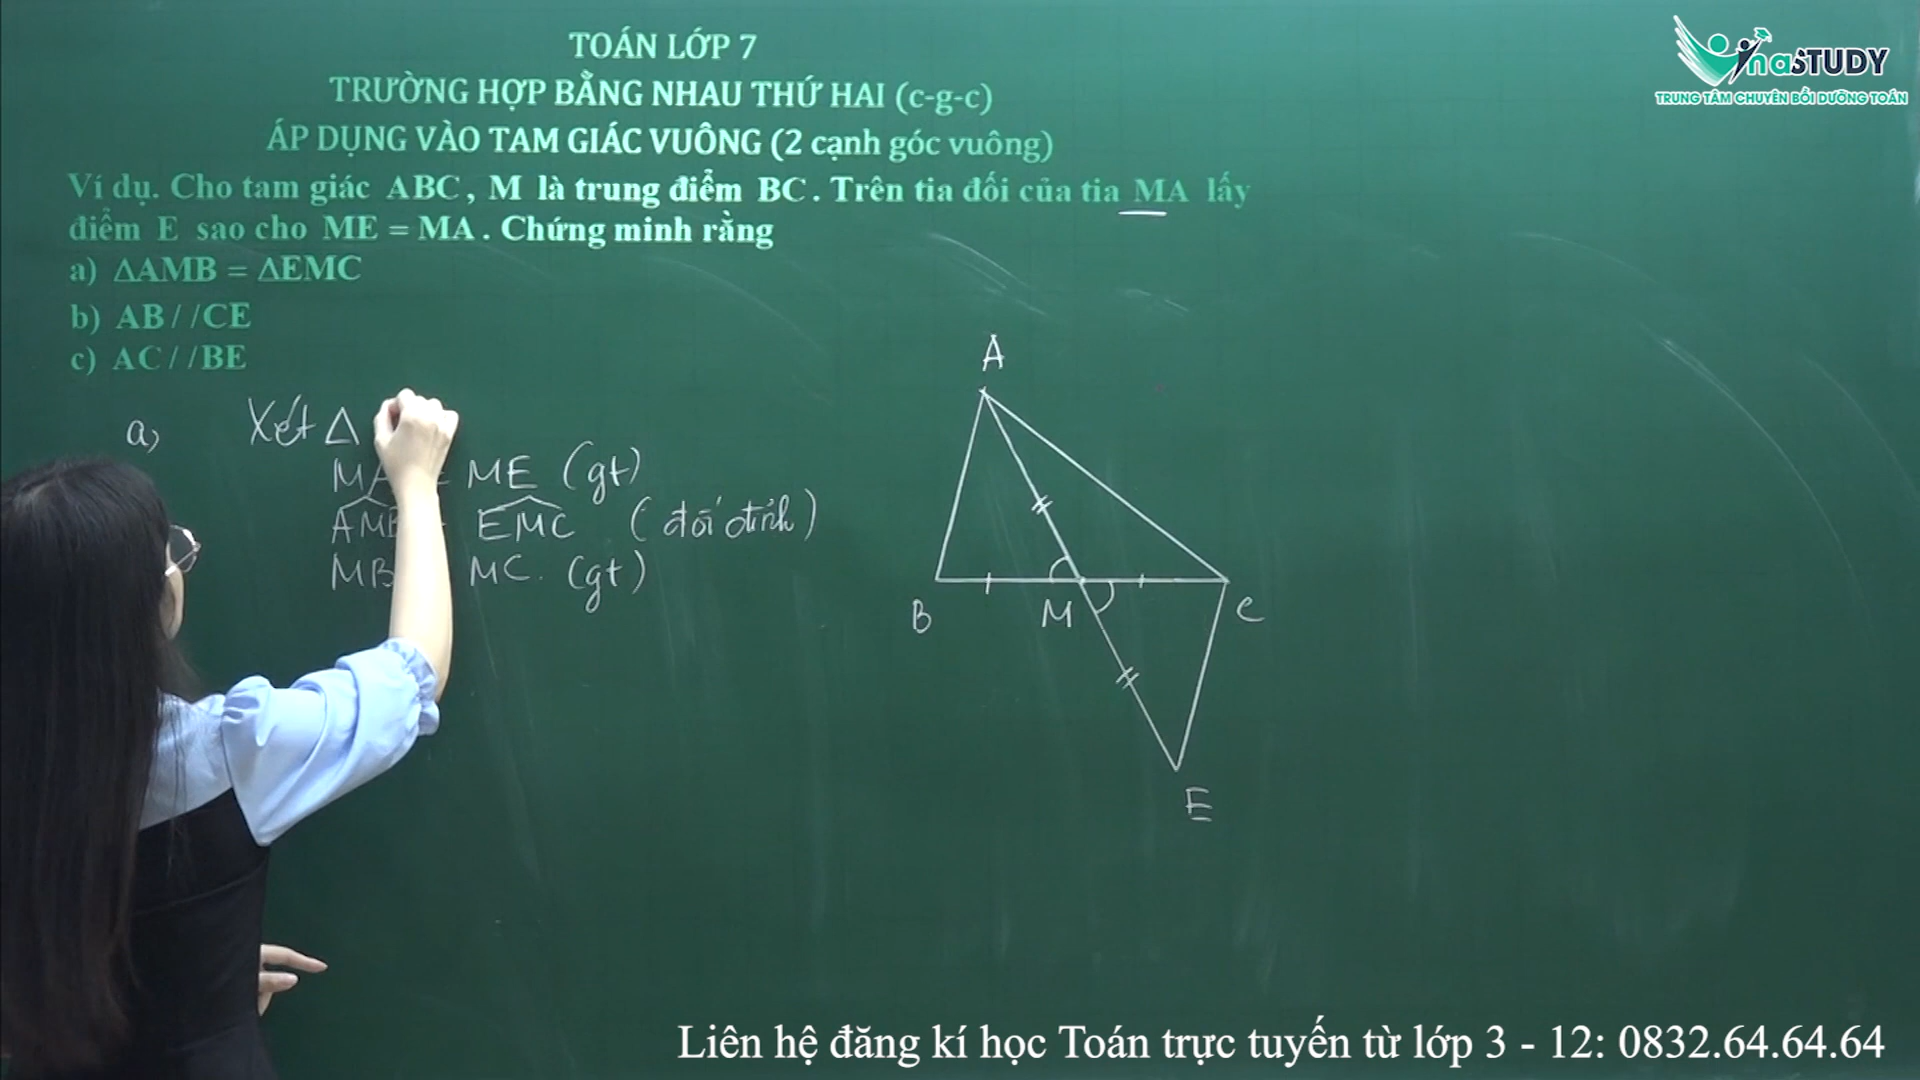 TOÁN LỚP 7
TRƯỜNG HỢP BẰNG NHAU THỨ HAI (c-g-c)
ÁP DỤNG VÀO TAM GIÁC VUÔNG (2 cạnh góc vuông)
Ví dụ. Cho tam giác ABC, M là trung điểm BC. Trên tia đối của tia MA lấy
điểm E sao cho ME = MA. Chứng minh rằng
a) ΔAMB = ΔEMC
b) AB//CE
c) AC//BE
a, Xét Δ
MA = ME (gt)
AMB = EMC (đối đỉnh)
MB MC. (gt)
A
B
M
C
E
VinaSTUDY
TRUNG TÂM CHUYÊN BỒI DƯỠNG TOÁN
Liên hệ đăng kí học Toán trực tuyến từ lớp 3 - 12: 0832.64.64.64